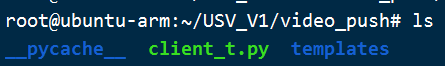 root@ubuntu-arm:~/USV_V1/video_push# ls
__pycache__ client_t.py templates